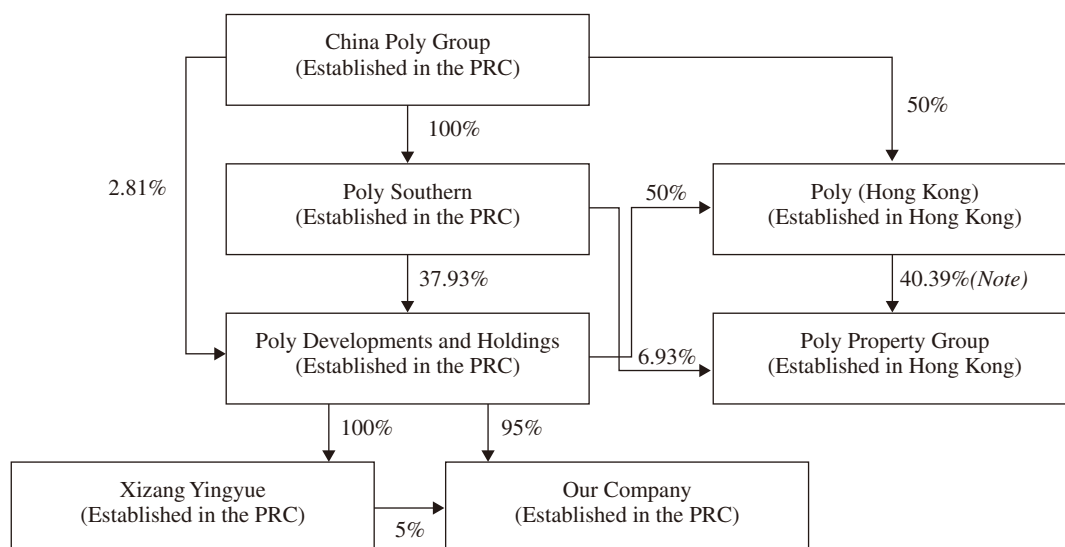 China Poly Group
(Established in the PRC)
50%
100%
2.81%
Poly Southern
(Established in the PRC)
50%
Poly (Hong Kong)
(Established in Hong Kong)
37.93%
40.39%(Note)
Poly Developments and Holdings
(Established in the PRC)
6.93%
Poly Property Group
(Established in Hong Kong)
100%
95%
Xizang Yingyue
(Established in the PRC)
5%
Our Company
(Established in the PRC)